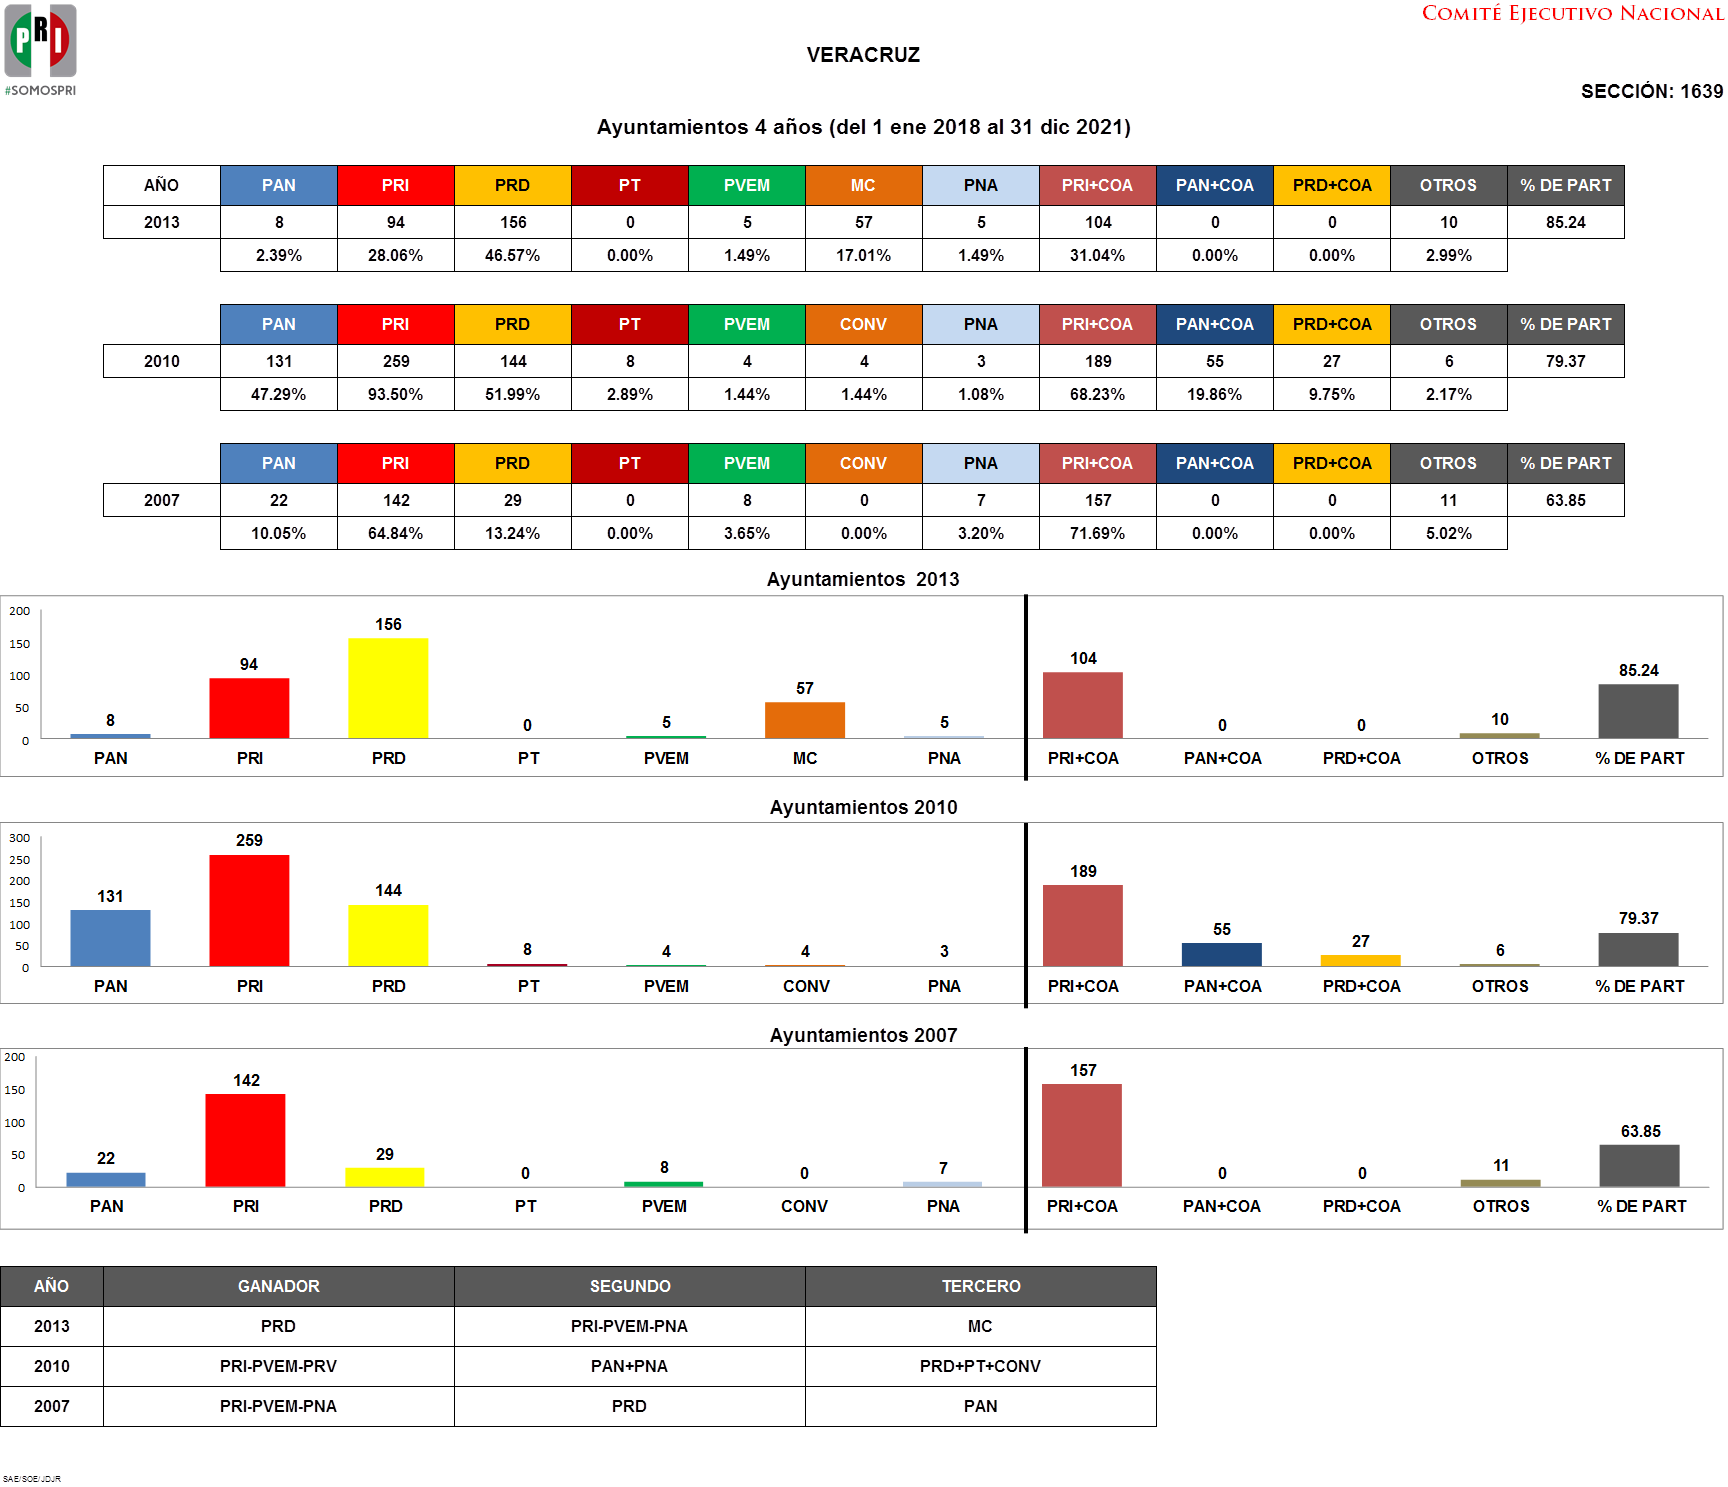 PRI
#SOMOSPRI
COMITÉ EJECUTIVO NACIONAL
VERACRUZ
SECCIÓN: 1639
Ayuntamientos 4 años (del 1 ene 2018 al 31 dic 2021)
AÑO PAN PRI PRD PT PVEM MC PNA PRI+COA PAN+COA PRD+COA OTROS % DE PART
2013 8 94 156 0 5 57 5 104 0 0 10 85.24
2.39% 28.06% 46.57% 0.00% 1.49% 17.01% 1.49% 31.04% 0.00% 0.00% 2.99%
PAN PRI PRD PT PVEM CONV PNA PRI+COA PAN+COA PRD+COA OTROS % DE PART
2010 131 259 144 8 4 4 3 189 55 27 6 79.37
47.29% 93.50% 51.99% 2.89% 1.44% 1.44% 1.08% 68.23% 19.86% 9.75% 2.17%
PAN PRI PRD PT PVEM CONV PNA PRI+COA PAN+COA PRD+COA OTROS % DE PART
2007 22 142 29 0 8 0 7 157 0 0 11 63.85
10.05% 64.84% 13.24% 0.00% 3.65% 0.00% 3.20% 71.69% 0.00% 0.00% 5.02%
Ayuntamientos 2013
200
150
100
50
0
8 94 156 0 5 57 5 104 0 0 10 85.24
PAN PRI PRD PT PVEM MC PNA PRI+COA PAN+COA PRD+COA OTROS % DE PART
Ayuntamientos 2010
300
250
200
150
100
50
0
131 259 144 8 4 4 3 189 55 27 6 79.37
PAN PRI PRD PT PVEM CONV PNA PRI+COA PAN+COA PRD+COA OTROS % DE PART
Ayuntamientos 2007
200
150
100
50
0
22 142 29 0 8 0 7 157 0 0 11 63.85
PAN PRI PRD PT PVEM CONV PNA PRI+COA PAN+COA PRD+COA OTROS % DE PART
AÑO GANADOR SEGUNDO TERCERO
2013 PRD PRI-PVEM-PNA MC
2010 PRI-PVEM-PRV PAN+PNA PRD+PT+CONV
2007 PRI-PVEM-PNA PRD PAN
SAE/SOE/JDJR